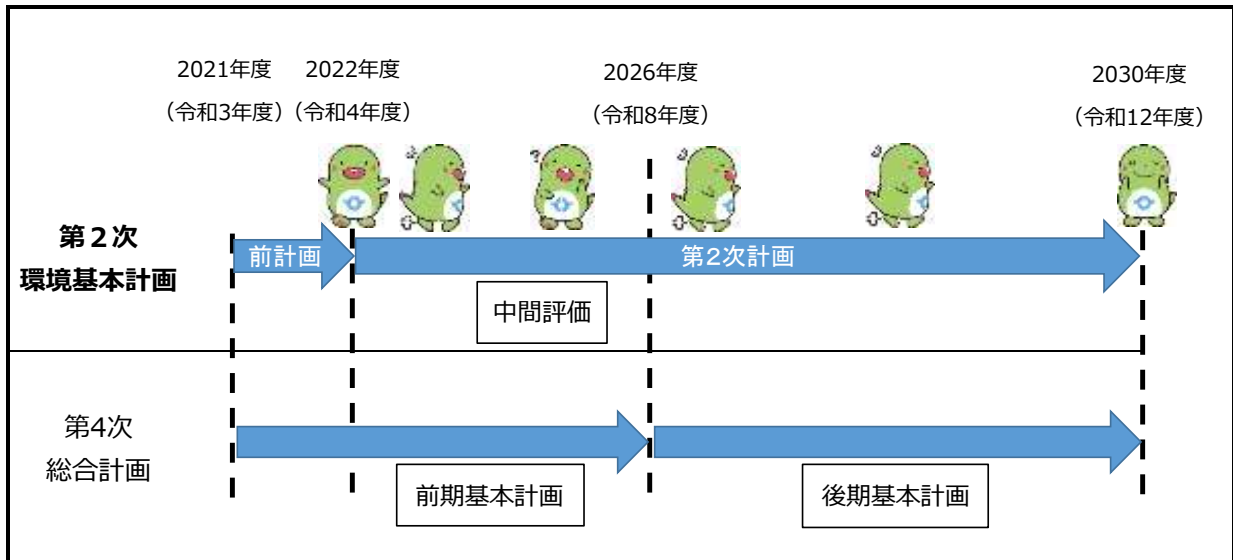 2021年度
2022年度
2026年度
2030年度
（令和3年度）
（令和4年度）
（令和8年度）
（令和12年度）
第２次
環境基本計画
前計画
第2次計画
中間評価
第4次
総合計画
前期基本計画
後期基本計画